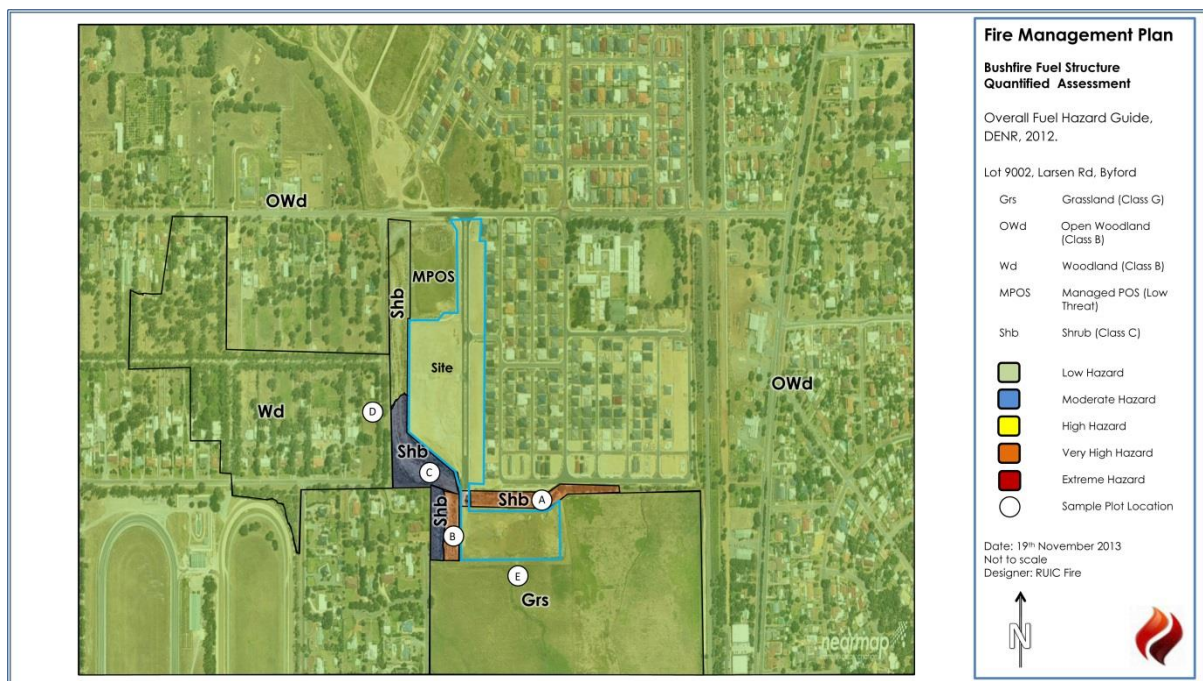 OWd
MPOS
Shb
Site
OWd
Wd
D
Shb
C
Shb
A
Shb
B
E
Grs
nearmap
Fire Management Plan
Bushfire Fuel Structure
Quantified Assessment
Overall Fuel Hazard Guide,
DENR, 2012.
Lot 9002, Larsen Rd, Byford
Grs Grassland (Class G)
OWd Open Woodland
(Class B)
Wd Woodland (Class B)
MPOS Managed POS (Low
Threat)
Shb Shrub (Class C)
Low Hazard
Moderate Hazard
High Hazard
Very High Hazard
Extreme Hazard
Sample Plot Location
Date: 19th November 2013
Not to scale
Designer: RUIC Fire
N